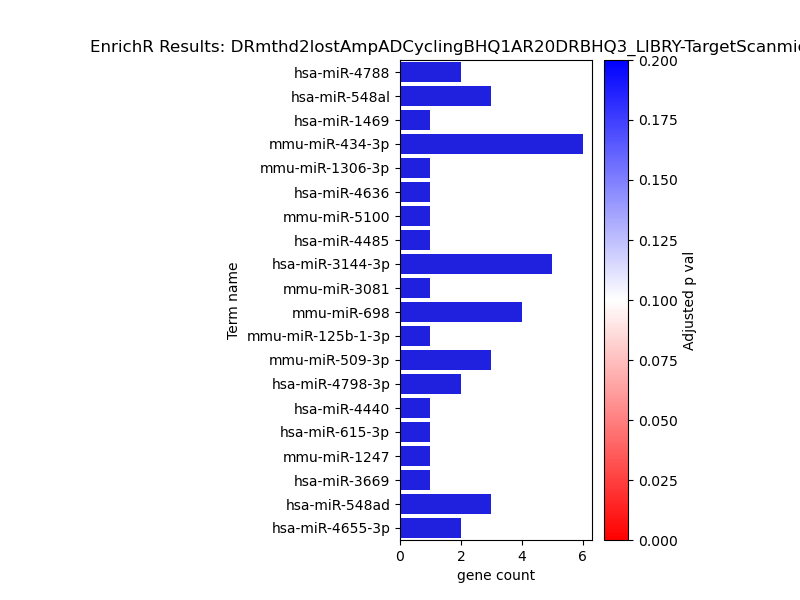 EnrichR Results: DRmthd2lostAmpADCyclingBHQ1AR20DRBHQ3_LIBRY-TargetScanmic
hsa-miR-4788
hsa-miR-548al
hsa-miR-1469
mmu-miR-434-3p
mmu-miR-1306-3p
hsa-miR-4636
mmu-miR-5100
hsa-miR-4485
hsa-miR-3144-3p
mmu-miR-3081
mmu-miR-698
mmu-miR-125b-1-3p
mmu-miR-509-3p
hsa-miR-4798-3p
hsa-miR-4440
hsa-miR-615-3p
mmu-miR-1247
hsa-miR-3669
hsa-miR-548ad
hsa-miR-4655-3p
Term name
0 2 4 6
gene count
0.200
0.175
0.150
0.125
0.100
0.075
0.050
0.025
0.000
Adjusted p val